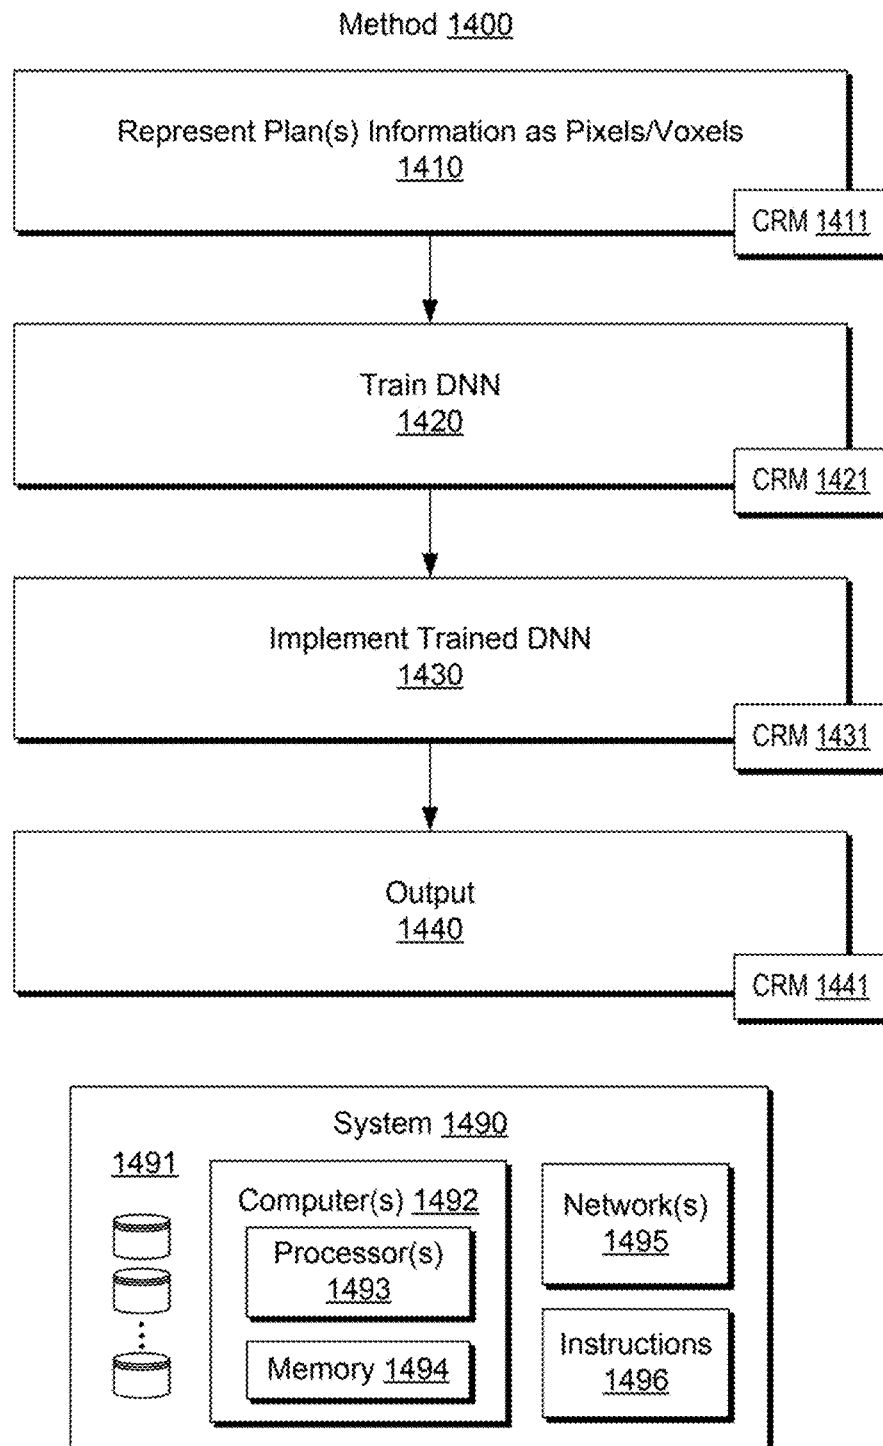 Method 1400
Represent Plan(s) Information as Pixels/Voxels
1410
CRM 1411
Train DNN
1420
CRM 1421
Implement Trained DNN
1430
CRM 1431
Output
1440
CRM 1441
System 1490
1491
Computer(s) 1492
Processor(s)
1493
Memory 1494
Network(s)
1495
Instructions
1496